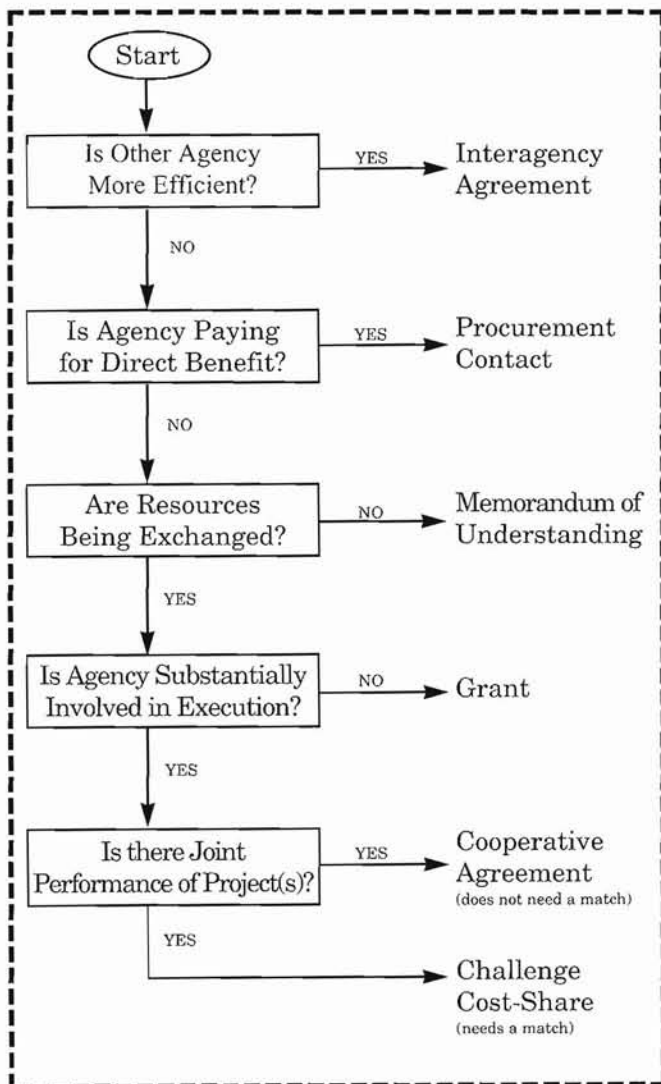 Start
Is Other Agency
More Efficient?
YES
Interagency
Agreement
NO
Is Agency Paying
for Direct Benefit?
YES
Procurement
Contact
NO
Are Resources
Being Exchanged?
NO
Memorandum of
Understanding
YES
Is Agency Substantially
Involved in Execution?
NO
Grant
YES
Is there Joint
Performance of Project(s)?
YES
Cooperative
Agreement
(does not need a match)
YES
Challenge
Cost-Share
(needs a match)